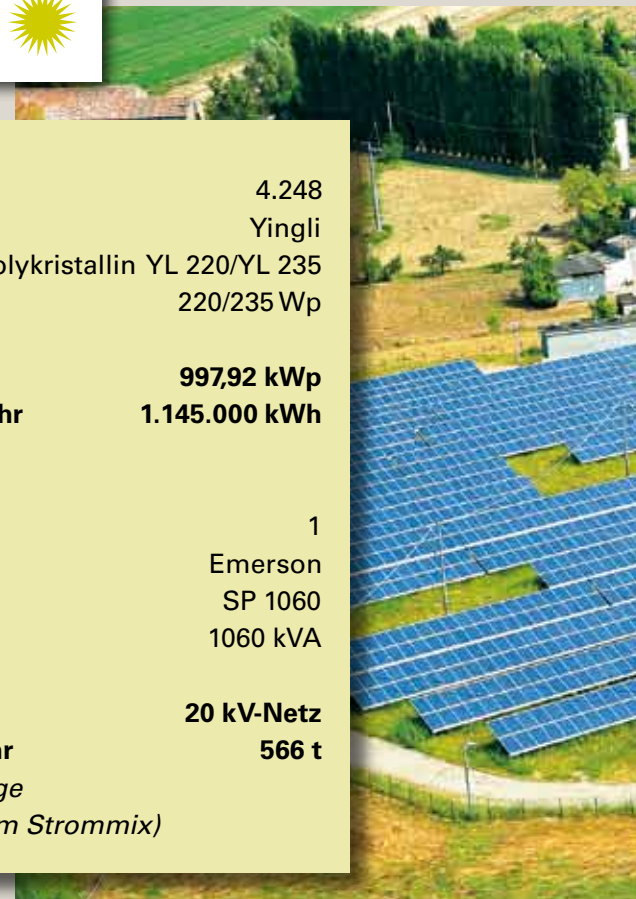 4.248
Yingli
olykristallin YL 220/YL 235
220/235 Wp
997,92 kWp
hr 1.145.000 kWh
1
Emerson
SP 1060
1060 kVA
20 kV-Netz
hr 566 t
ge
m Strommix)